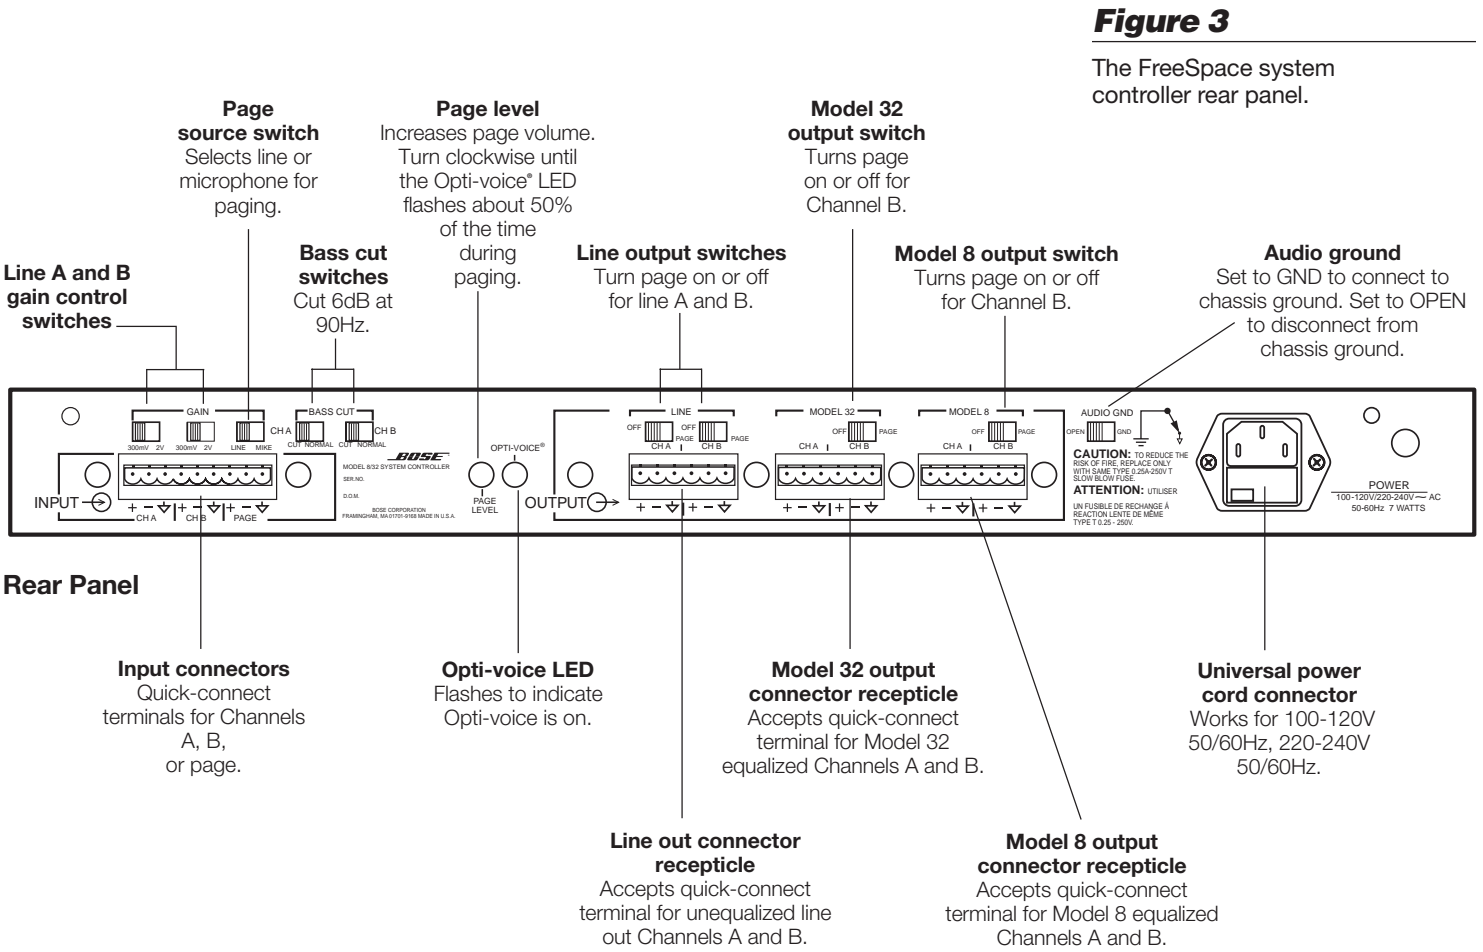 Figure 3
The FreeSpace system
controller rear panel.
Page
source switch
Selects line or
microphone for
paging.
Page level
Increases page volume.
Turn clockwise until
the Opti-voice® LED
flashes about 50%
of the time
during
paging.
Model 32
output switch
Turns page
on or off for
Channel B.
Line A and B
gain control
switches
Bass cut
switches
Cut 6dB at
90Hz.
Line output switches
Turn page on or off
for line A and B.
Model 8 output switch
Turns page on or off
for Channel B.
Audio ground
Set to GND to connect to
chassis ground. Set to OPEN
to disconnect from
chassis ground.
GAIN
300mV 2V
300mV 2V
LINE MIKE
BASS CUT
CH A
CUT NORMAL
CUT NORMAL
CH B
BOSE
MODEL 8/32 SYSTEM CONTROLLER
SER.NO.
D.O.M.
BOSE CORPORATION
FRAMINGHAM, MA 01701-9168 MADE IN U.S.A.
INPUT
+ −
+ −
+ −
CH A
CH B
PAGE
OPTI-VOICE®
PAGE
LEVEL
OUTPUT
LINE
OFF
PAGE
OFF
PAGE
CH A
CH B
+ −
+ −
MODEL 32
OFF
PAGE
CH A
CH B
+ −
+ −
MODEL 8
OFF
PAGE
CH A
CH B
+ −
+ −
AUDIO GND
OPEN
GND
CAUTION: TO REDUCE THE
RISK OF FIRE, REPLACE ONLY
WITH SAME TYPE 0.25A-250V T
SLOW BLOW FUSE.
ATTENTION: UTILISER
UN FUSIBLE DE RECHANGE À
REACTION LENTE DE MÊME
TYPE T 0.25 - 250V.
POWER
100-120V/220-240V~ AC
50-60Hz 7 WATTS
Rear Panel
Input connectors
Quick-connect
terminals for Channels
A, B,
or page.
Opti-voice LED
Flashes to indicate
Opti-voice is on.
Model 32 output
connector recepticle
Accepts quick-connect
terminal for Model 32
equalized Channels A and B.
Universal power
cord connector
Works for 100-120V
50/60Hz, 220-240V
50/60Hz.
Line out connector
recepticle
Accepts quick-connect
terminal for unequalized line
out Channels A and B.
Model 8 output
connector recepticle
Accepts quick-connect
terminal for Model 8 equalized
Channels A and B.